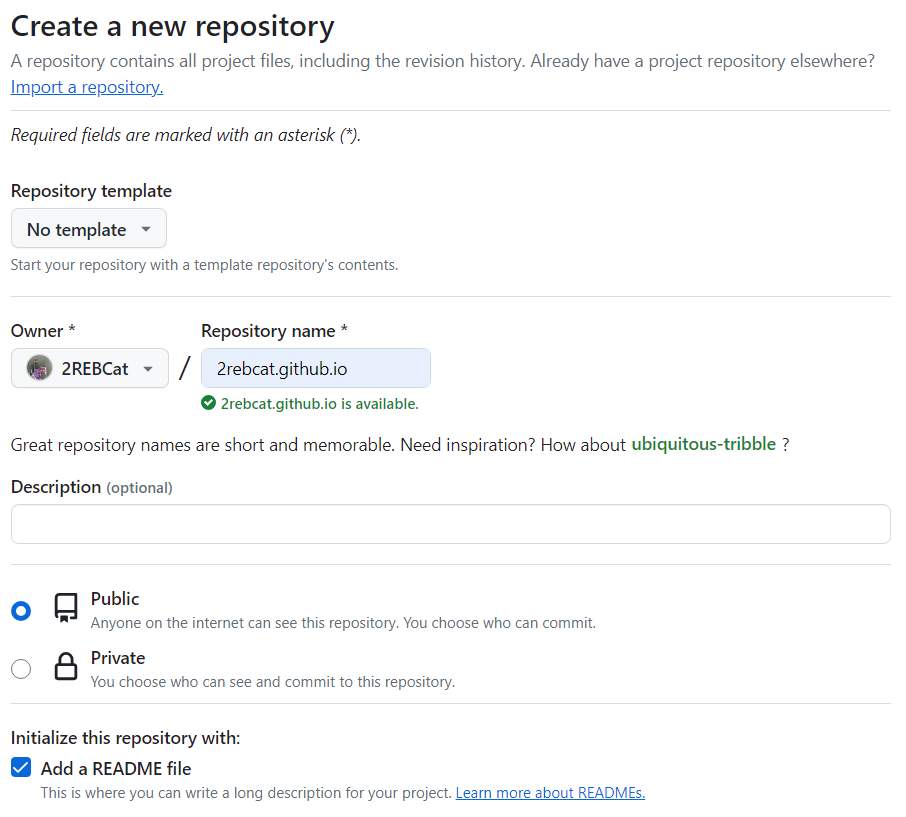 Create a new repository
A repository contains all project files, including the revision history. Already have a project repository elsewhere?
Import a repository.
Required fields are marked with an asterisk (*).
Repository template
No template
Start your repository with a template repository's contents.
Owner * Repository name *
2REBCat / 2rebcat.github.io
2rebcat.github.io is available.
Great repository names are short and memorable. Need inspiration? How about ubiquitous-tribble ?
Description (optional)
Public
Anyone on the internet can see this repository. You choose who can commit.
Private
You choose who can see and commit to this repository.
Initialize this repository with:
Add a README file
This is where you can write a long description for your project. Learn more about READMEs.